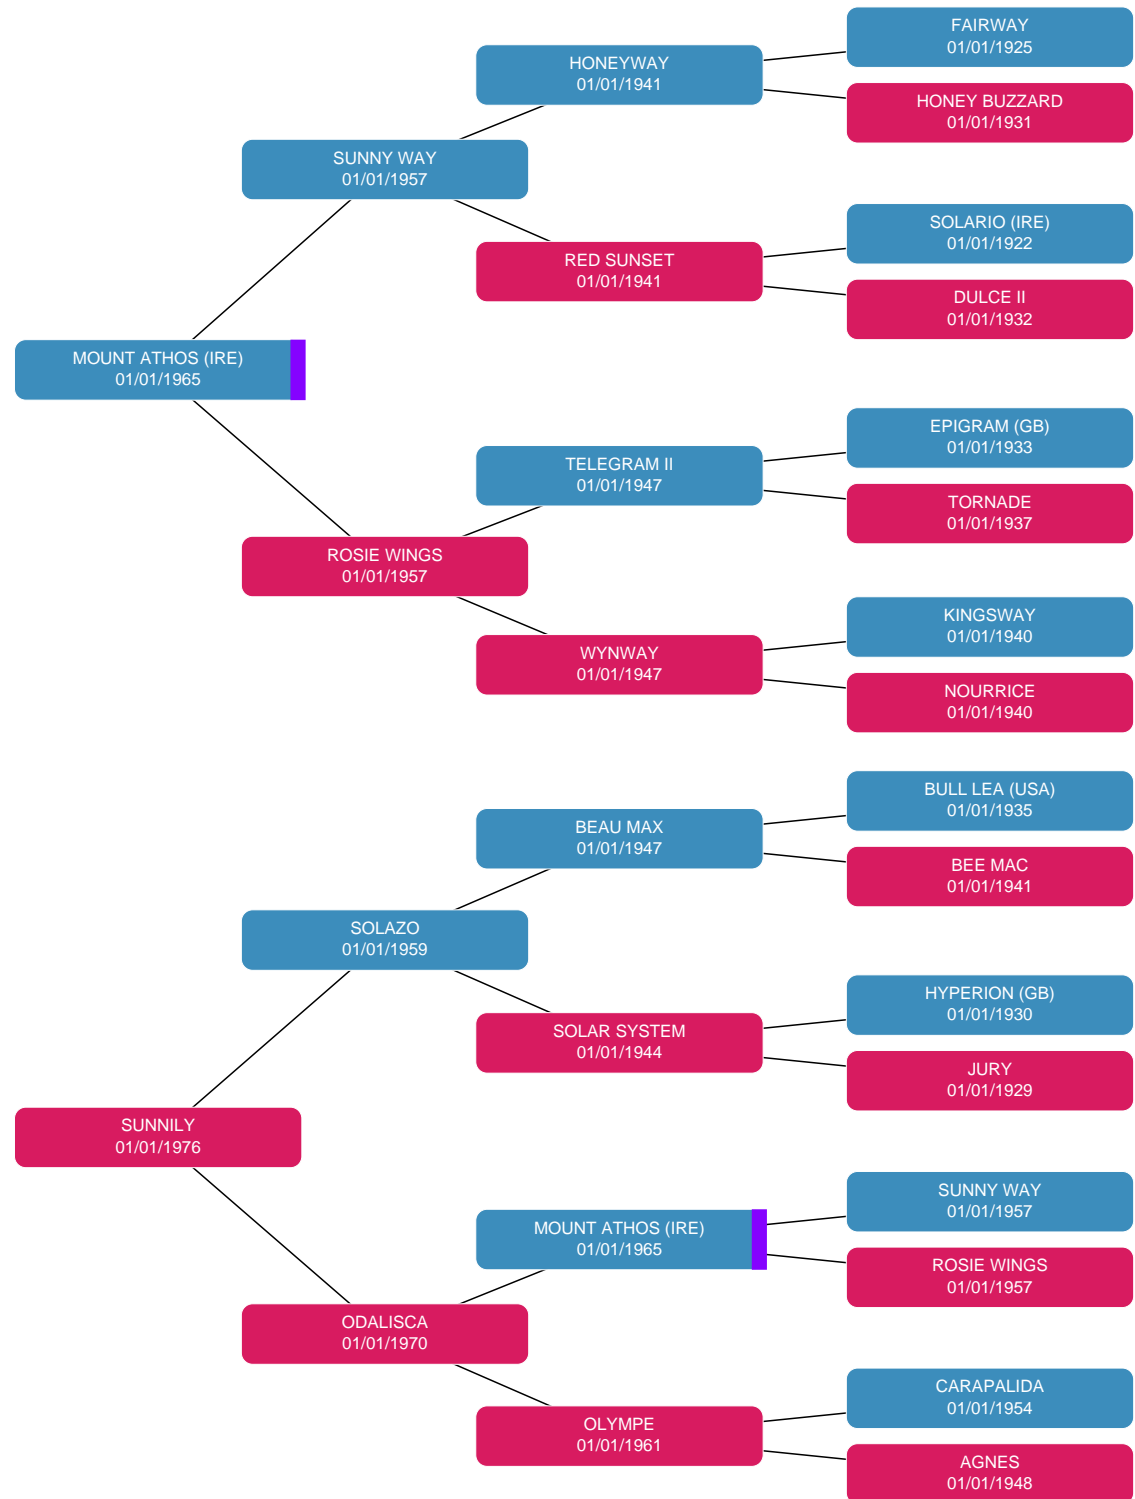 FAIRWAY
01/01/1925
HONEYWAY
01/01/1941
HONEY BUZZARD
01/01/1931
SUNNY WAY
01/01/1957
SOLARIO (IRE)
01/01/1922
RED SUNSET
01/01/1941
DULCE II
01/01/1932
MOUNT ATHOS (IRE)
01/01/1965
EPIGRAM (GB)
01/01/1933
TELEGRAM II
01/01/1947
TORNADE
01/01/1937
ROSIE WINGS
01/01/1957
KINGSWAY
01/01/1940
WYNWAY
01/01/1947
NOURRICE
01/01/1940
BULL LEA (USA)
01/01/1935
BEAU MAX
01/01/1947
BEE MAC
01/01/1941
SOLAZO
01/01/1959
HYPERION (GB)
01/01/1930
SOLAR SYSTEM
01/01/1944
JURY
01/01/1929
SUNNILY
01/01/1976
SUNNY WAY
01/01/1957
MOUNT ATHOS (IRE)
01/01/1965
ROSIE WINGS
01/01/1957
ODALISCA
01/01/1970
CARAPALIDA
01/01/1954
OLYMPE
01/01/1961
AGNES
01/01/1948